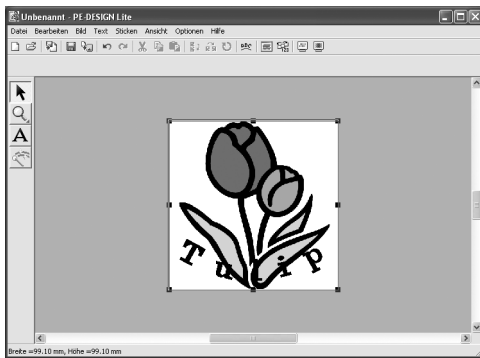 Unbenannt - PE-DESIGN Lite
Datei Bearbeiten Bild Text Sticken Ansicht Optionen Hilfe
abc
A
Tulip
Breite =99.10 mm, Höhe =99.10 mm